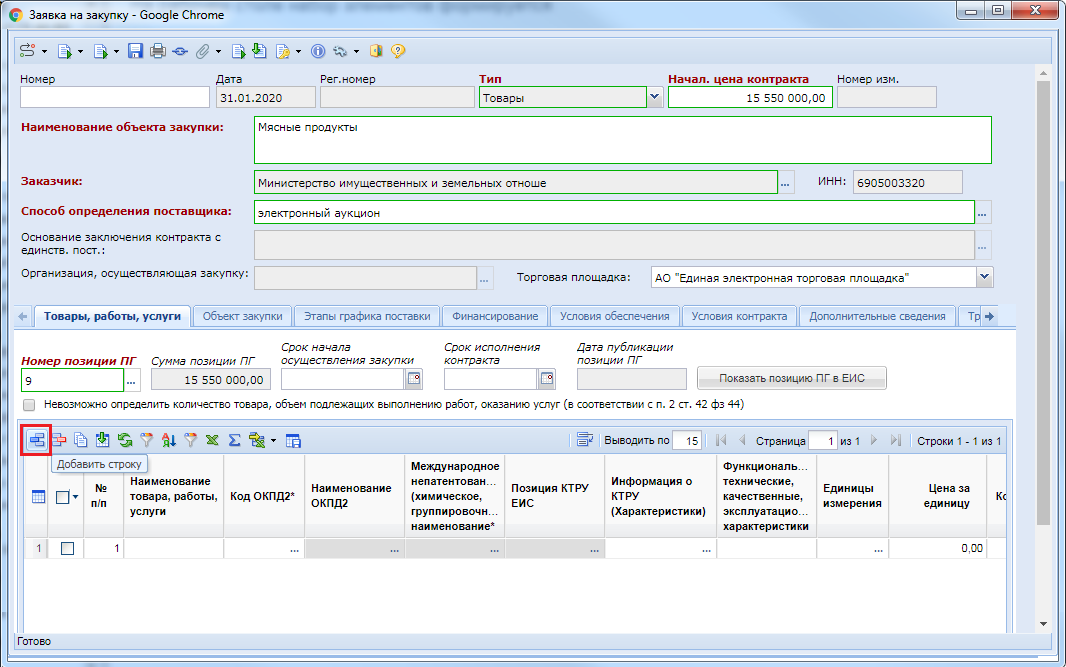 Заявка на закупку - Google Chrome
Номер Дата Рег.номер Тип Начал. цена контракта Номер изм.
31.01.2020 Товары 15 550 000,00
Наименование объекта закупки: Мясные продукты
Заказчик: Министерство имущественных и земельных отноше ... ИНН: 6905003320
Способ определения поставщика: электронный аукцион ...
Основание заключения контракта с
единств. пост.: ...
Организация, осуществляющая закупку: ... Торговая площадка: АО "Единая электронная торговая площадка"
Товары, работы, услуги Объект закупки Этапы графика поставки Финансирование Условия обеспечения Условия контракта Дополнительные сведения Тр
Номер позиции ПГ Сумма позиции ПГ Срок начала осуществления закупки Срок исполнения контракта Дата публикации позиции ПГ
9 ... 15 550 000,00 Показать позицию ПГ в ЕИС
Невозможно определить количество товара, объем подлежащих выполнению работ, оказанию услуг (в соответствии с п. 2 ст. 42 фз 44)
Выводить по 15 Страница 1 из 1 Строки 1 - 1 из 1
Добавить строку
№ п/п Наименование товара, работы, услуги Код ОКПД2* Наименование ОКПД2 Международное непатентован... (химическое, группировочн... наименование* Позиция КТРУ ЕИС Информация о КТРУ (Характеристики) Функциональ... технические, качественные, эксплуатацио... характеристики Единицы измерения Цена за единицу Кс
1 1 ... ... ... ... ... ... 0,00
Готово